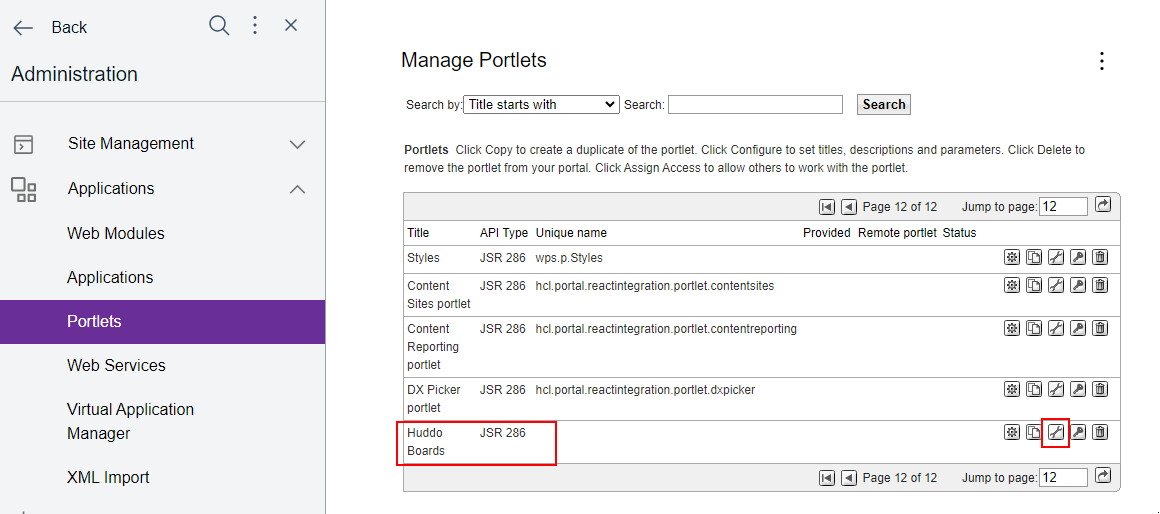 Back
Administration
Site Management
Applications
Web Modules
Applications
Portlets
Web Services
Virtual Application
Manager
XML Import
Manage Portlets
Search by: Title starts with Search: Search
Portlets Click Copy to create a duplicate of the portlet. Click Configure to set titles, descriptions and parameters. Click Delete to
remove the portlet from your portal. Click Assign Access to allow others to work with the portlet.
Page 12 of 12 Jump to page: 12
Title API Type Unique name Provided Remote portlet Status
Styles JSR 286 wps.p.Styles
Content JSR 286 hcl.portal.reactintegration.portlet.contentsites
Sites portlet
Content JSR 286 hcl.portal.reactintegration.portlet.contentreporting
Reporting
portlet
DX Picker JSR 286 hcl.portal.reactintegration.portlet.dxpicker
portlet
Huddo JSR 286
Boards
Page 12 of 12 Jump to page: 12